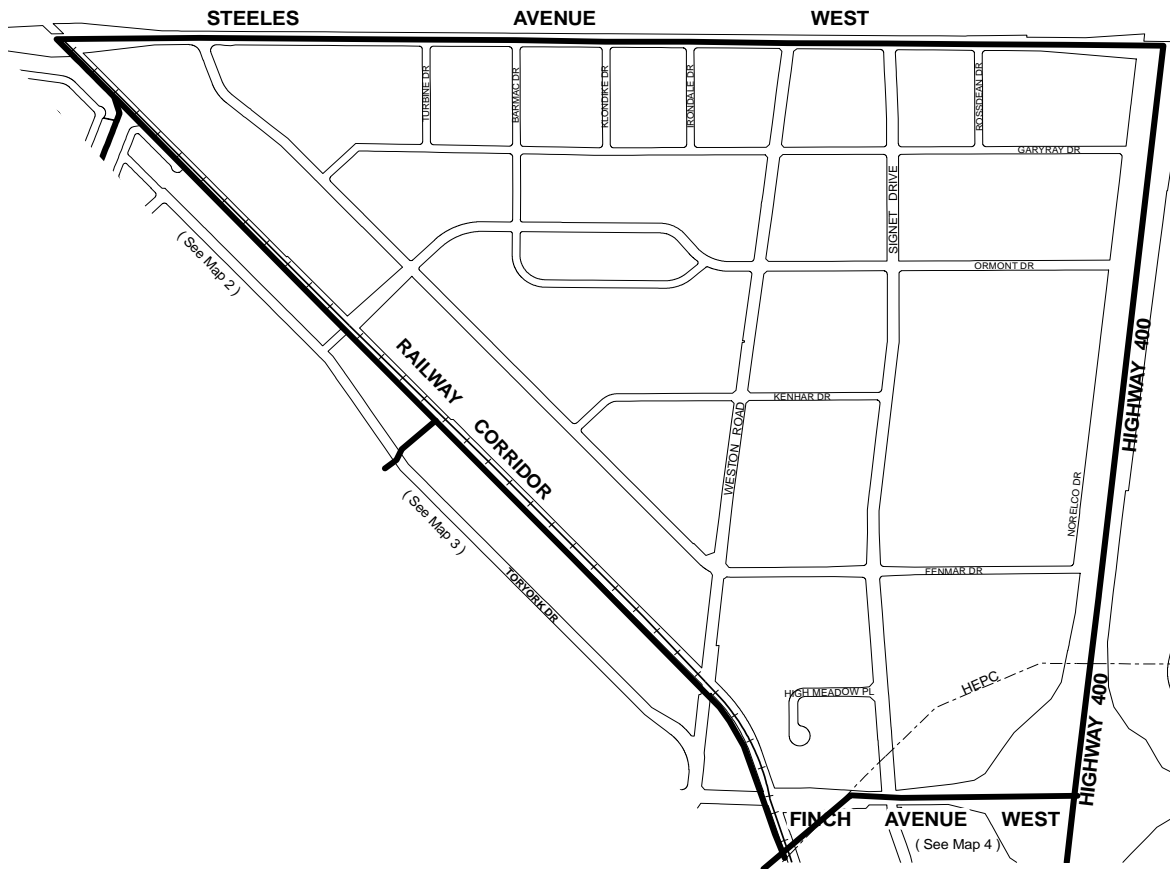 STEELES AVENUE WEST
TURBINE DR
BARMAC DR
KLONDIKE DR
IRONDALE DR
ROSSDEAN DR
GARYRAY DR
SIGNET DRIVE
( See Map 2 )
ORMONT DR
RAILWAY CORRIDOR
HIGHWAY 400
KENHAR DR
WESTON ROAD
NORELCO DR
( See Map 3 )
TORYORK DR
FENMAR DR
HIGH MEADOW PL
HEPC
HIGHWAY 400
FINCH AVENUE WEST
( See Map 4 )